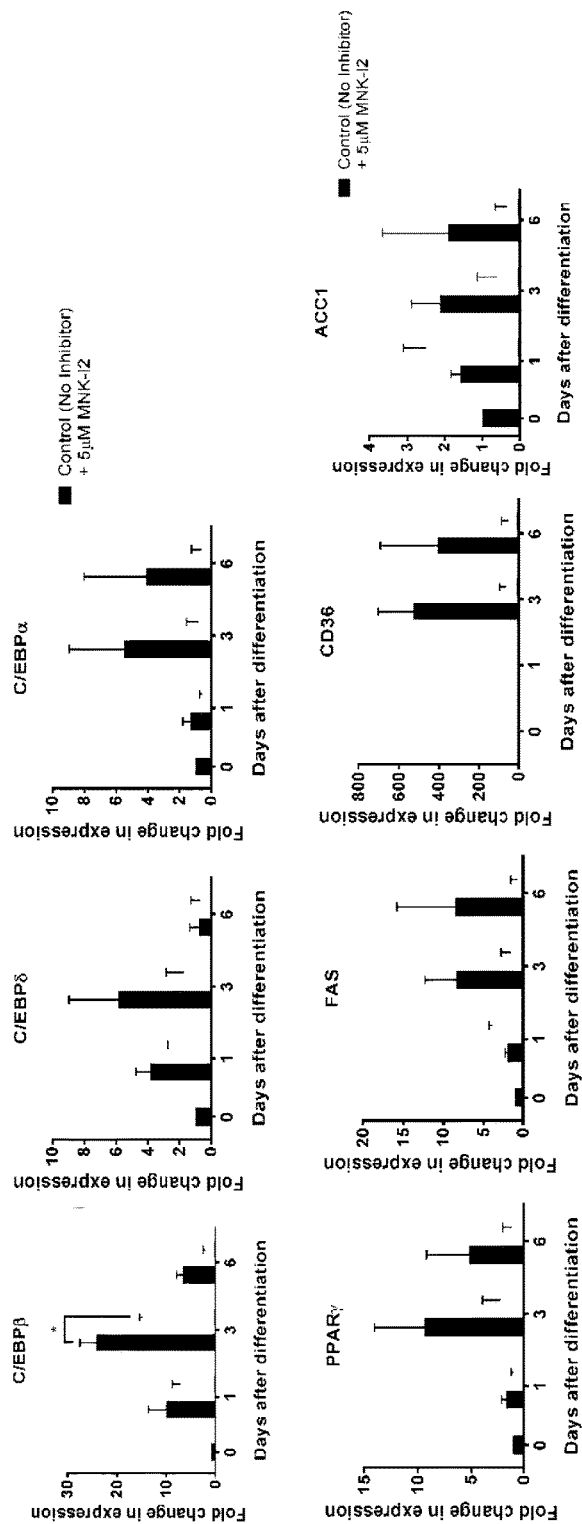 C/EBPβ
Fold change in expression
30
20
10
0
*
0 1 3 6
Days after differentiation
C/EBPδ
Fold change in expression
10
8
6
4
2
0
0 1 3 6
Days after differentiation
C/EBPα
Fold change in expression
10
8
6
4
2
0
0 1 3 6
Days after differentiation
Control (No Inhibitor)
+ 5µM MNK-I2
PPARγ
Fold change in expression
15
10
5
0
0 1 3 6
Days after differentiation
FAS
Fold change in expression
20
15
10
5
0
0 1 3 6
Days after differentiation
CD36
Fold change in expression
800
600
400
200
0
0 1 3 6
Days after differentiation
ACC1
Fold change in expression
4
3
2
1
0
0 1 3 6
Days after differentiation
Control (No Inhibitor)
+ 5µM MNK-I2